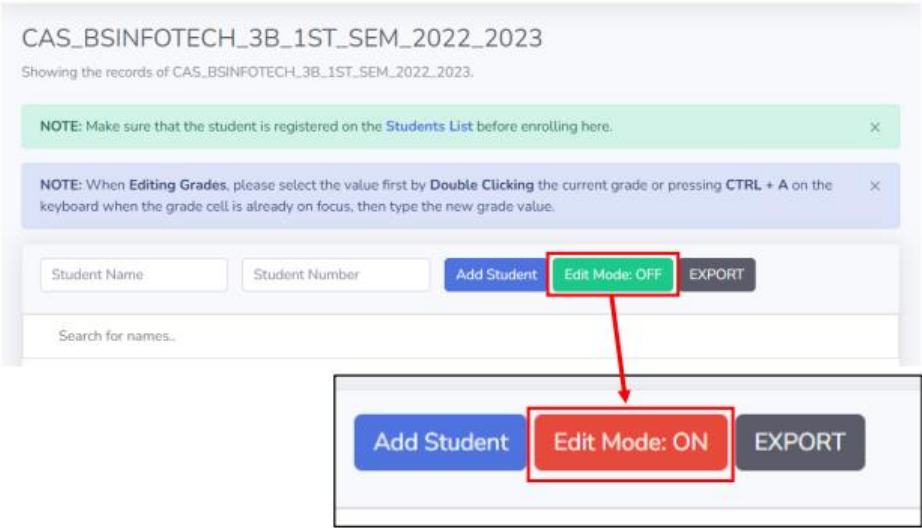 CAS_BSINFOTECH_3B_1ST_SEM_2022_2023
Showing the records of CAS_BSINFOTECH_3B_1ST_SEM_2022_2023.
NOTE: Make sure that the student is registered on the Students List before enrolling here. ×
NOTE: When Editing Grades, please select the value first by Double Clicking the current grade or pressing CTRL + A on the ×
keyboard when the grade cell is already on focus, then type the new grade value.
Student Name Student Number Add Student Edit Mode: OFF EXPORT
Search for names..
Add Student Edit Mode: ON EXPORT